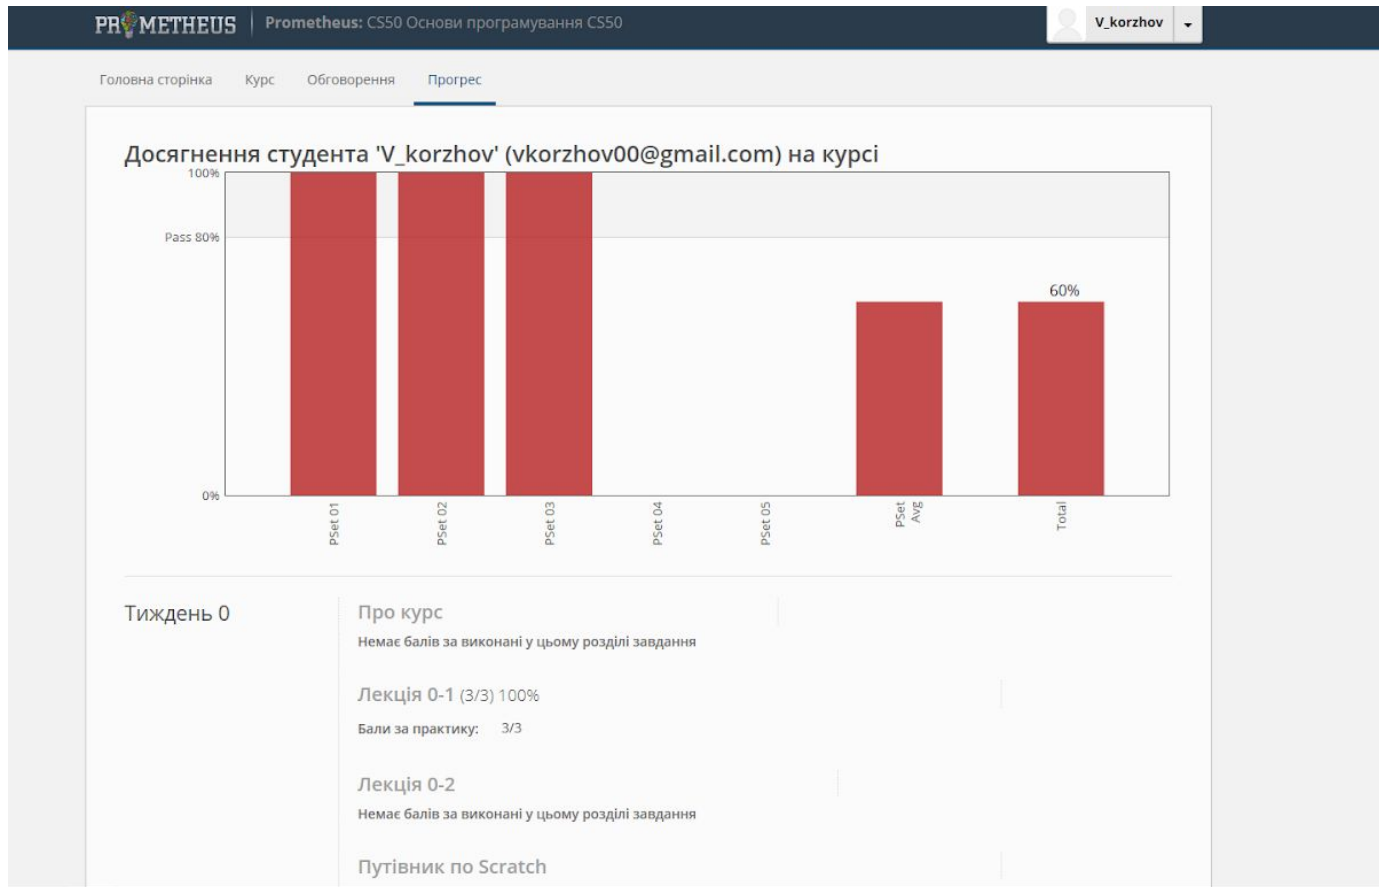 PROMETHEUS Prometheus: CS50 Основи програмування CS50 V_korzhov
Головна сторінка Курс Обговорення Прогрес
Досягнення студента 'V_korzhov' (vkorzhov00@gmail.com) на курсі
100%
Pass 80%
60%
0%
PSet 01
PSet 02
PSet 03
PSet 04
PSet 05
PSet
Avg
Total
Тиждень 0
Про курс
Немає балів за виконані у цьому розділі завдання
Лекція 0-1 (3/3) 100%
Бали за практику: 3/3
Лекція 0-2
Немає балів за виконані у цьому розділі завдання
Путівник по Scratch